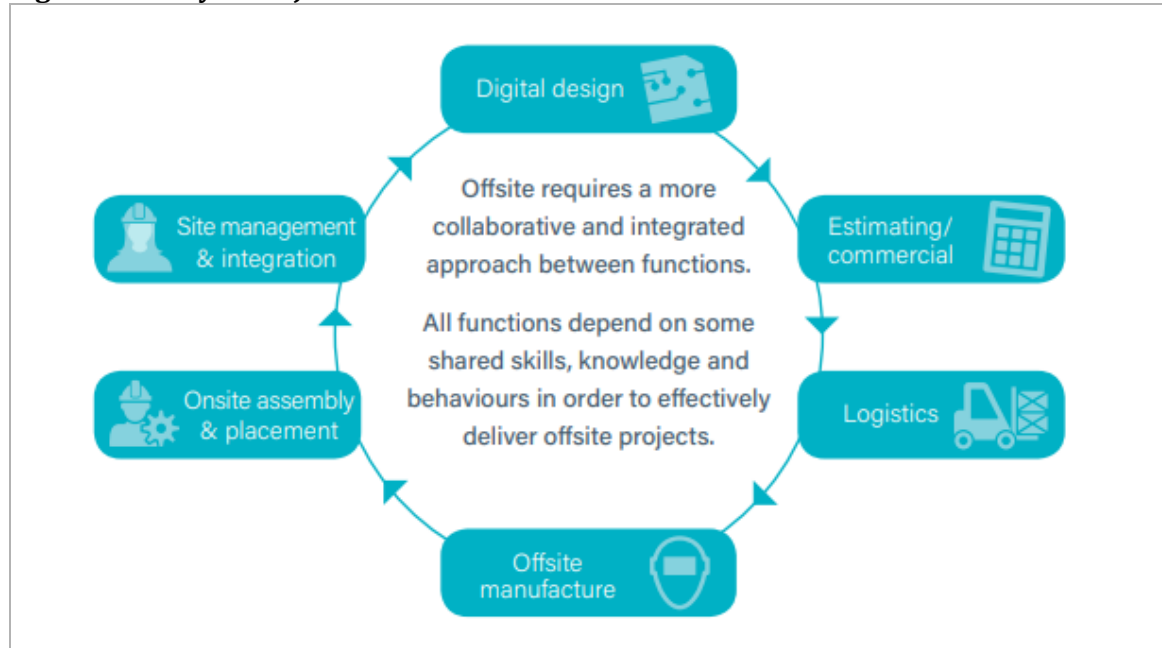 Digital design
Offsite requires a more
collaborative and integrated
approach between functions.
All functions depend on some
shared skills, knowledge and
behaviours in order to effectively
deliver offsite projects.
Estimating/
commercial
Logistics
Offsite
manufacture
Onsite assembly
& placement
Site management
& integration